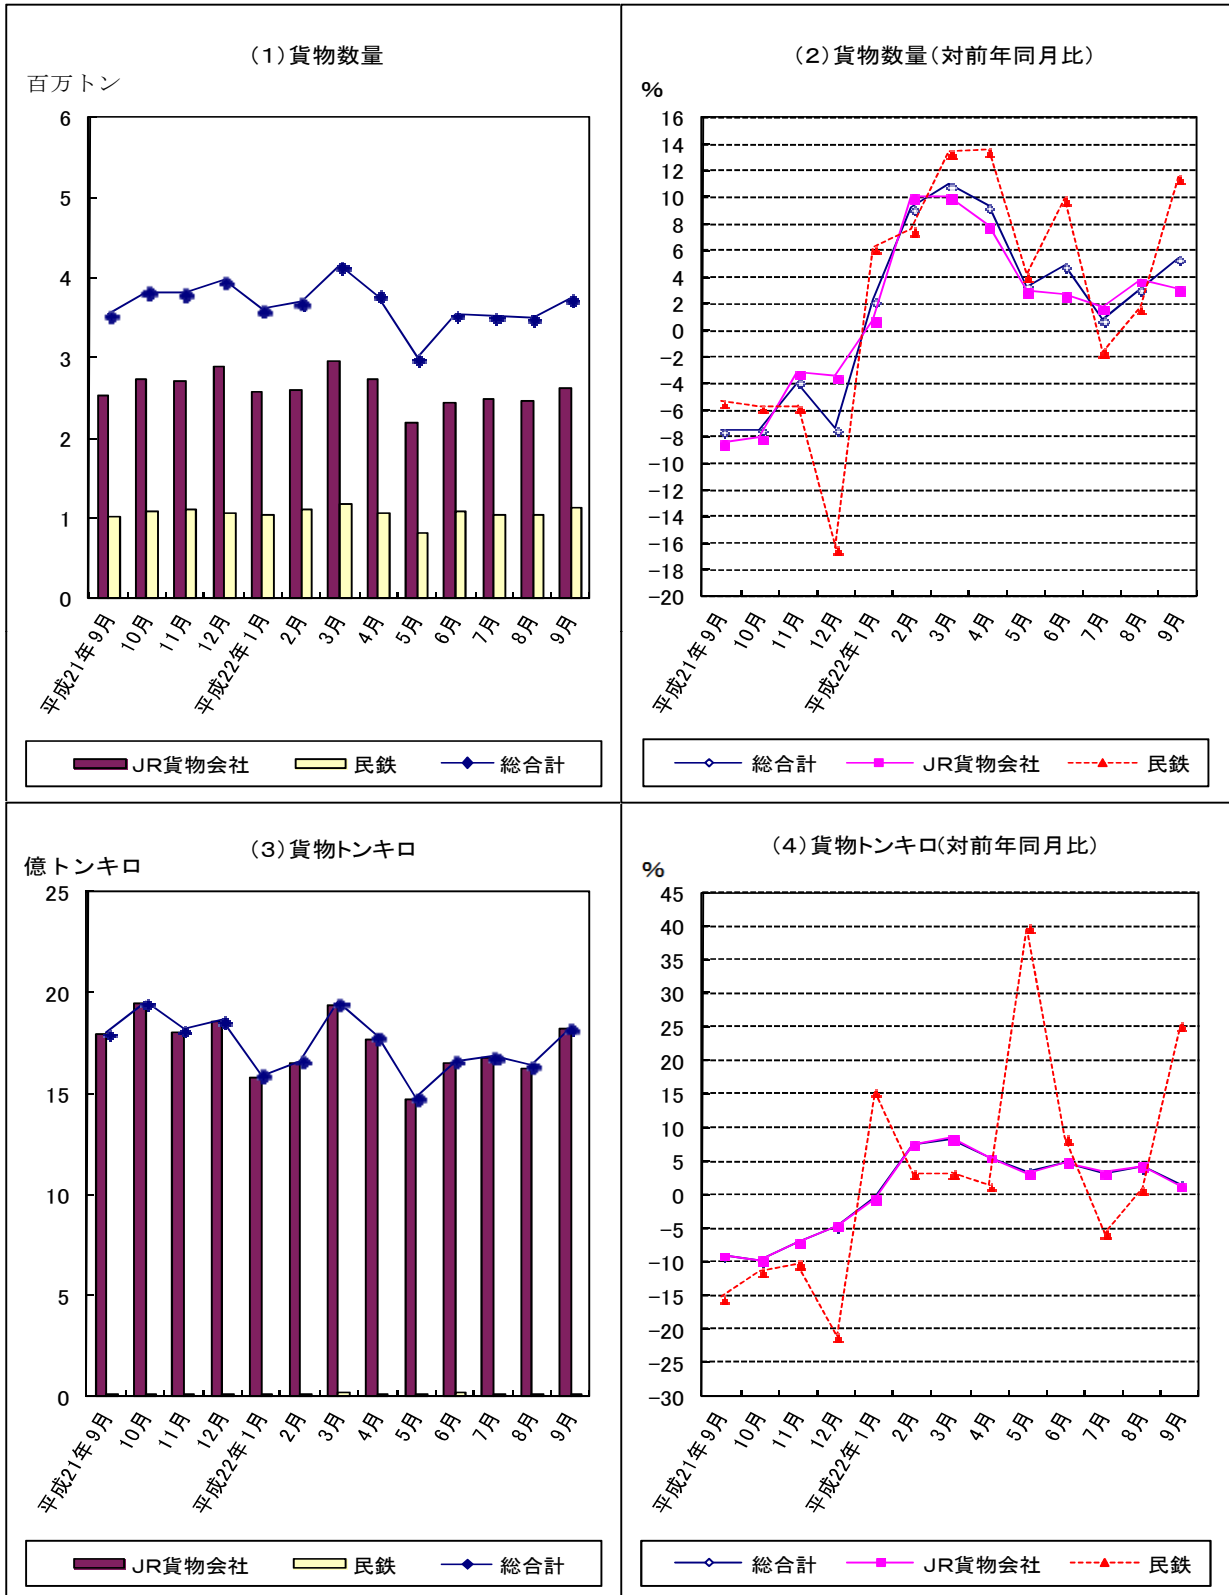 (1)貨物数量
百万トン
6
5
4
3
2
1
0
平成21年9月
10月
11月
12月
平成22年1月
2月
3月
4月
5月
6月
7月
8月
9月
JR貨物会社 民鉄 総合計
(2)貨物数量(対前年同月比)
%
16
14
12
10
8
6
4
2
0
-2
-4
-6
-8
-10
-12
-14
-16
-18
-20
平成21年9月
10月
11月
12月
平成22年1月
2月
3月
4月
5月
6月
7月
8月
9月
総合計 JR貨物会社 民鉄
(3)貨物トンキロ
億トンキロ
25
20
15
10
5
0
平成21年9月
10月
11月
12月
平成22年1月
2月
3月
4月
5月
6月
7月
8月
9月
JR貨物会社 民鉄 総合計
(4)貨物トンキロ(対前年同月比)
%
45
40
35
30
25
20
15
10
5
0
-5
-10
-15
-20
-25
-30
平成21年9月
10月
11月
12月
平成22年1月
2月
3月
4月
5月
6月
7月
8月
9月
総合計 JR貨物会社 民鉄